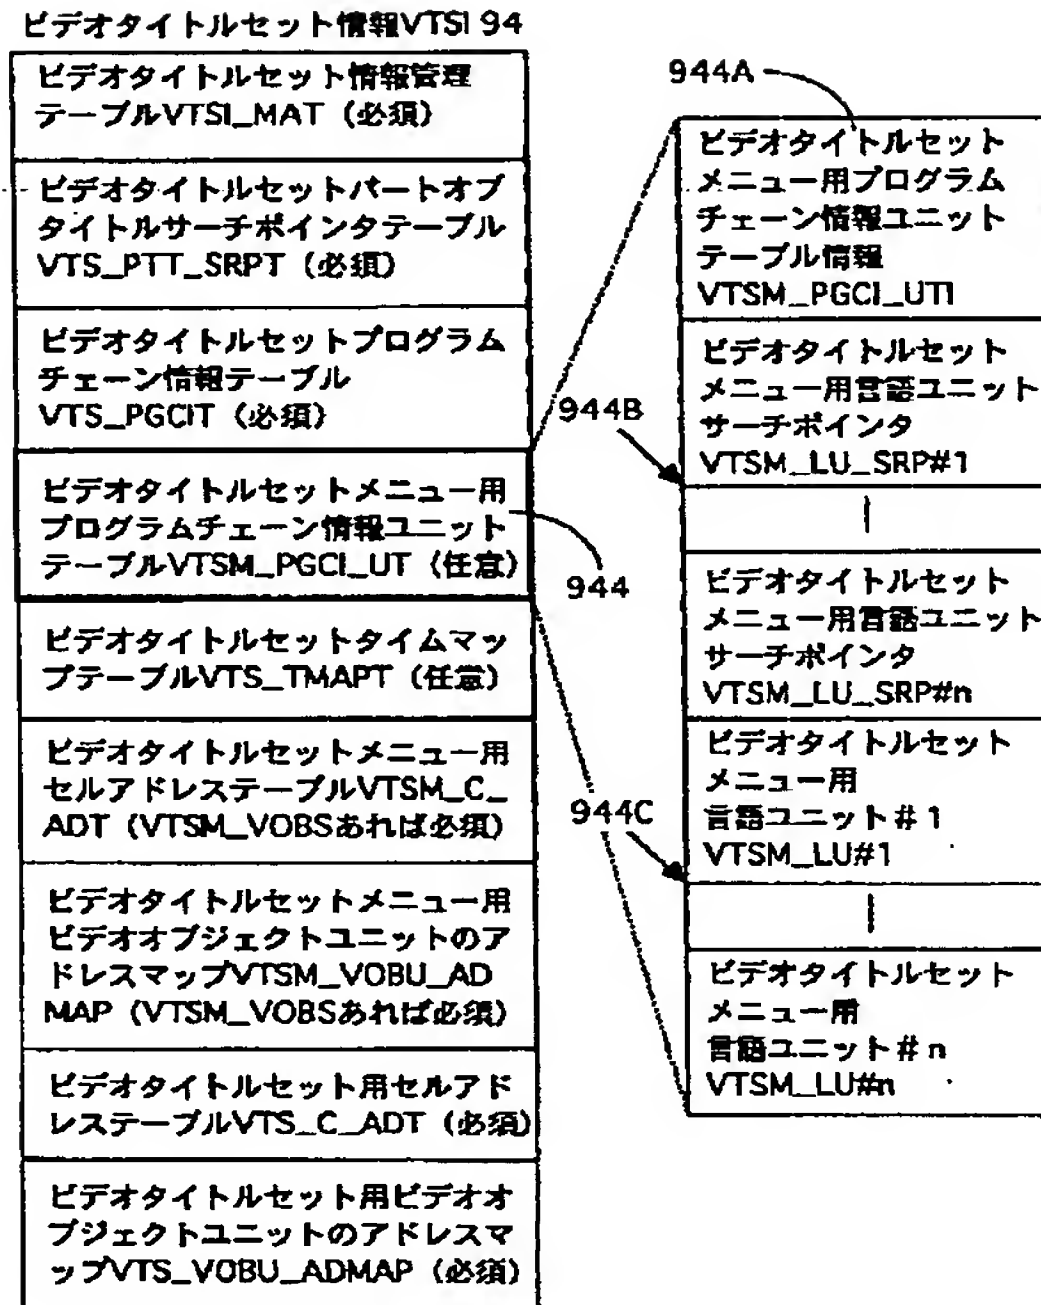 ビデオタイトルセット情報VTSI 94
ビデオタイトルセット情報管理
テーブルVTSI_MAT（必須）
ビデオタイトルセットパートオブ
タイトルサーチポインタテーブル
VTS_PTT_SRPT（必須）
ビデオタイトルセットプログラム
チェーン情報テーブル
VTS_PGCIT（必須）
ビデオタイトルセットメニュー用
プログラムチェーン情報ユニット
テーブルVTSM_PGCI_UT（任意）
ビデオタイトルセットタイムマッ
プテーブルVTS_TMAPT（任意）
ビデオタイトルセットメニュー用
セルアドレステーブルVTSM_C_
ADT（VTSM_VOBSあれば必須）
ビデオタイトルセットメニュー用
ビデオオブジェクトユニットのア
ドレスマップVTSM_VOBU_AD
MAP（VTSM_VOBSあれば必須）
ビデオタイトルセット用セルアド
レステーブルVTS_C_ADT（必須）
ビデオタイトルセット用ビデオオ
ブジェクトユニットのアドレスマ
ップVTS_VOBU_ADMAP（必須）
944
944A
944B
944C
ビデオタイトルセット
メニュー用プログラム
チェーン情報ユニット
テーブル情報
VTSM_PGCI_UTI
ビデオタイトルセット
メニュー用言語ユニット
サーチポインタ
VTSM_LU_SRP#1
ビデオタイトルセット
メニュー用言語ユニット
サーチポインタ
VTSM_LU_SRP#n
ビデオタイトルセット
メニュー用
言語ユニット＃1
VTSM_LU#1
ビデオタイトルセット
メニュー用
言語ユニット＃n
VTSM_LU#n